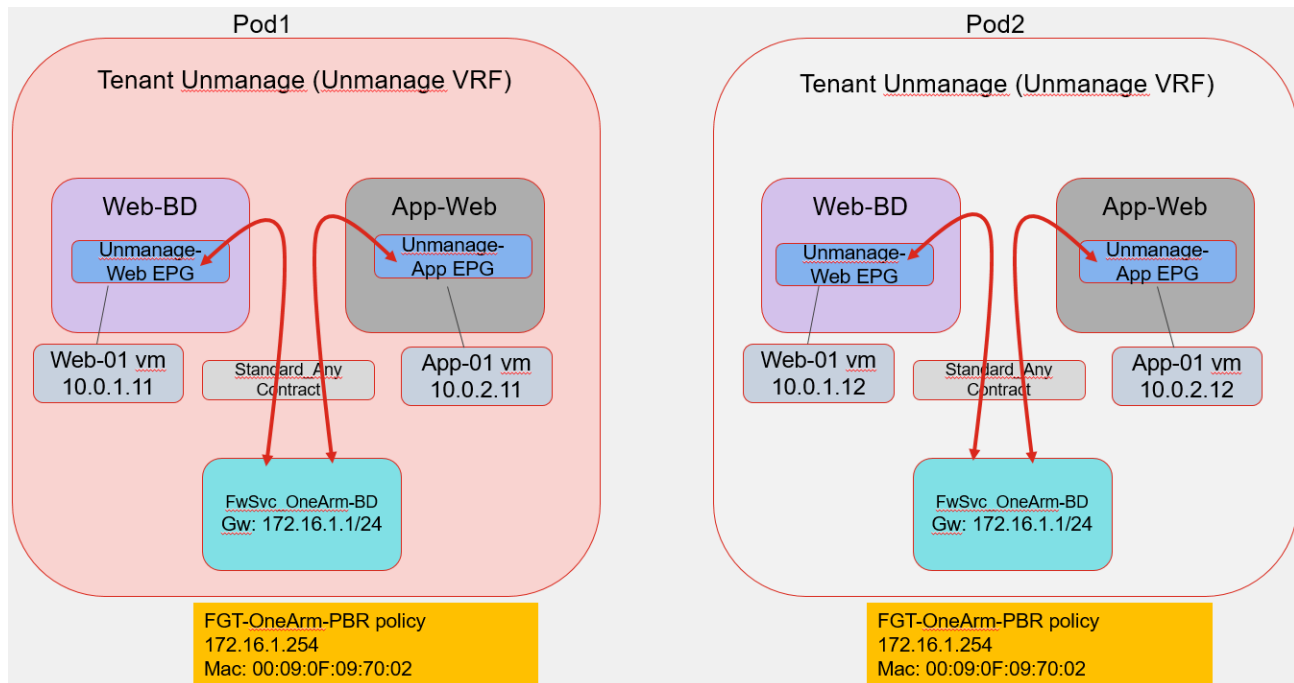 Pod1
Tenant Unmanage (Unmanage VRF)
Web-BD
Unmanage-
Web EPG
App-Web
Unmanage-
App EPG
Web-01 vm
10.0.1.11
Standard_Any
Contract
App-01 vm
10.0.2.11
FwSvc_OneArm-BD
Gw: 172.16.1.1/24
FGT-OneArm-PBR policy
172.16.1.254
Mac: 00:09:0F:09:70:02
Pod2
Tenant Unmanage (Unmanage VRF)
Web-BD
Unmanage-
Web EPG
App-Web
Unmanage-
App EPG
Web-01 vm
10.0.1.12
Standard_Any
Contract
App-01 vm
10.0.2.12
FwSvc_OneArm-BD
Gw: 172.16.1.1/24
FGT-OneArm-PBR policy
172.16.1.254
Mac: 00:09:0F:09:70:02